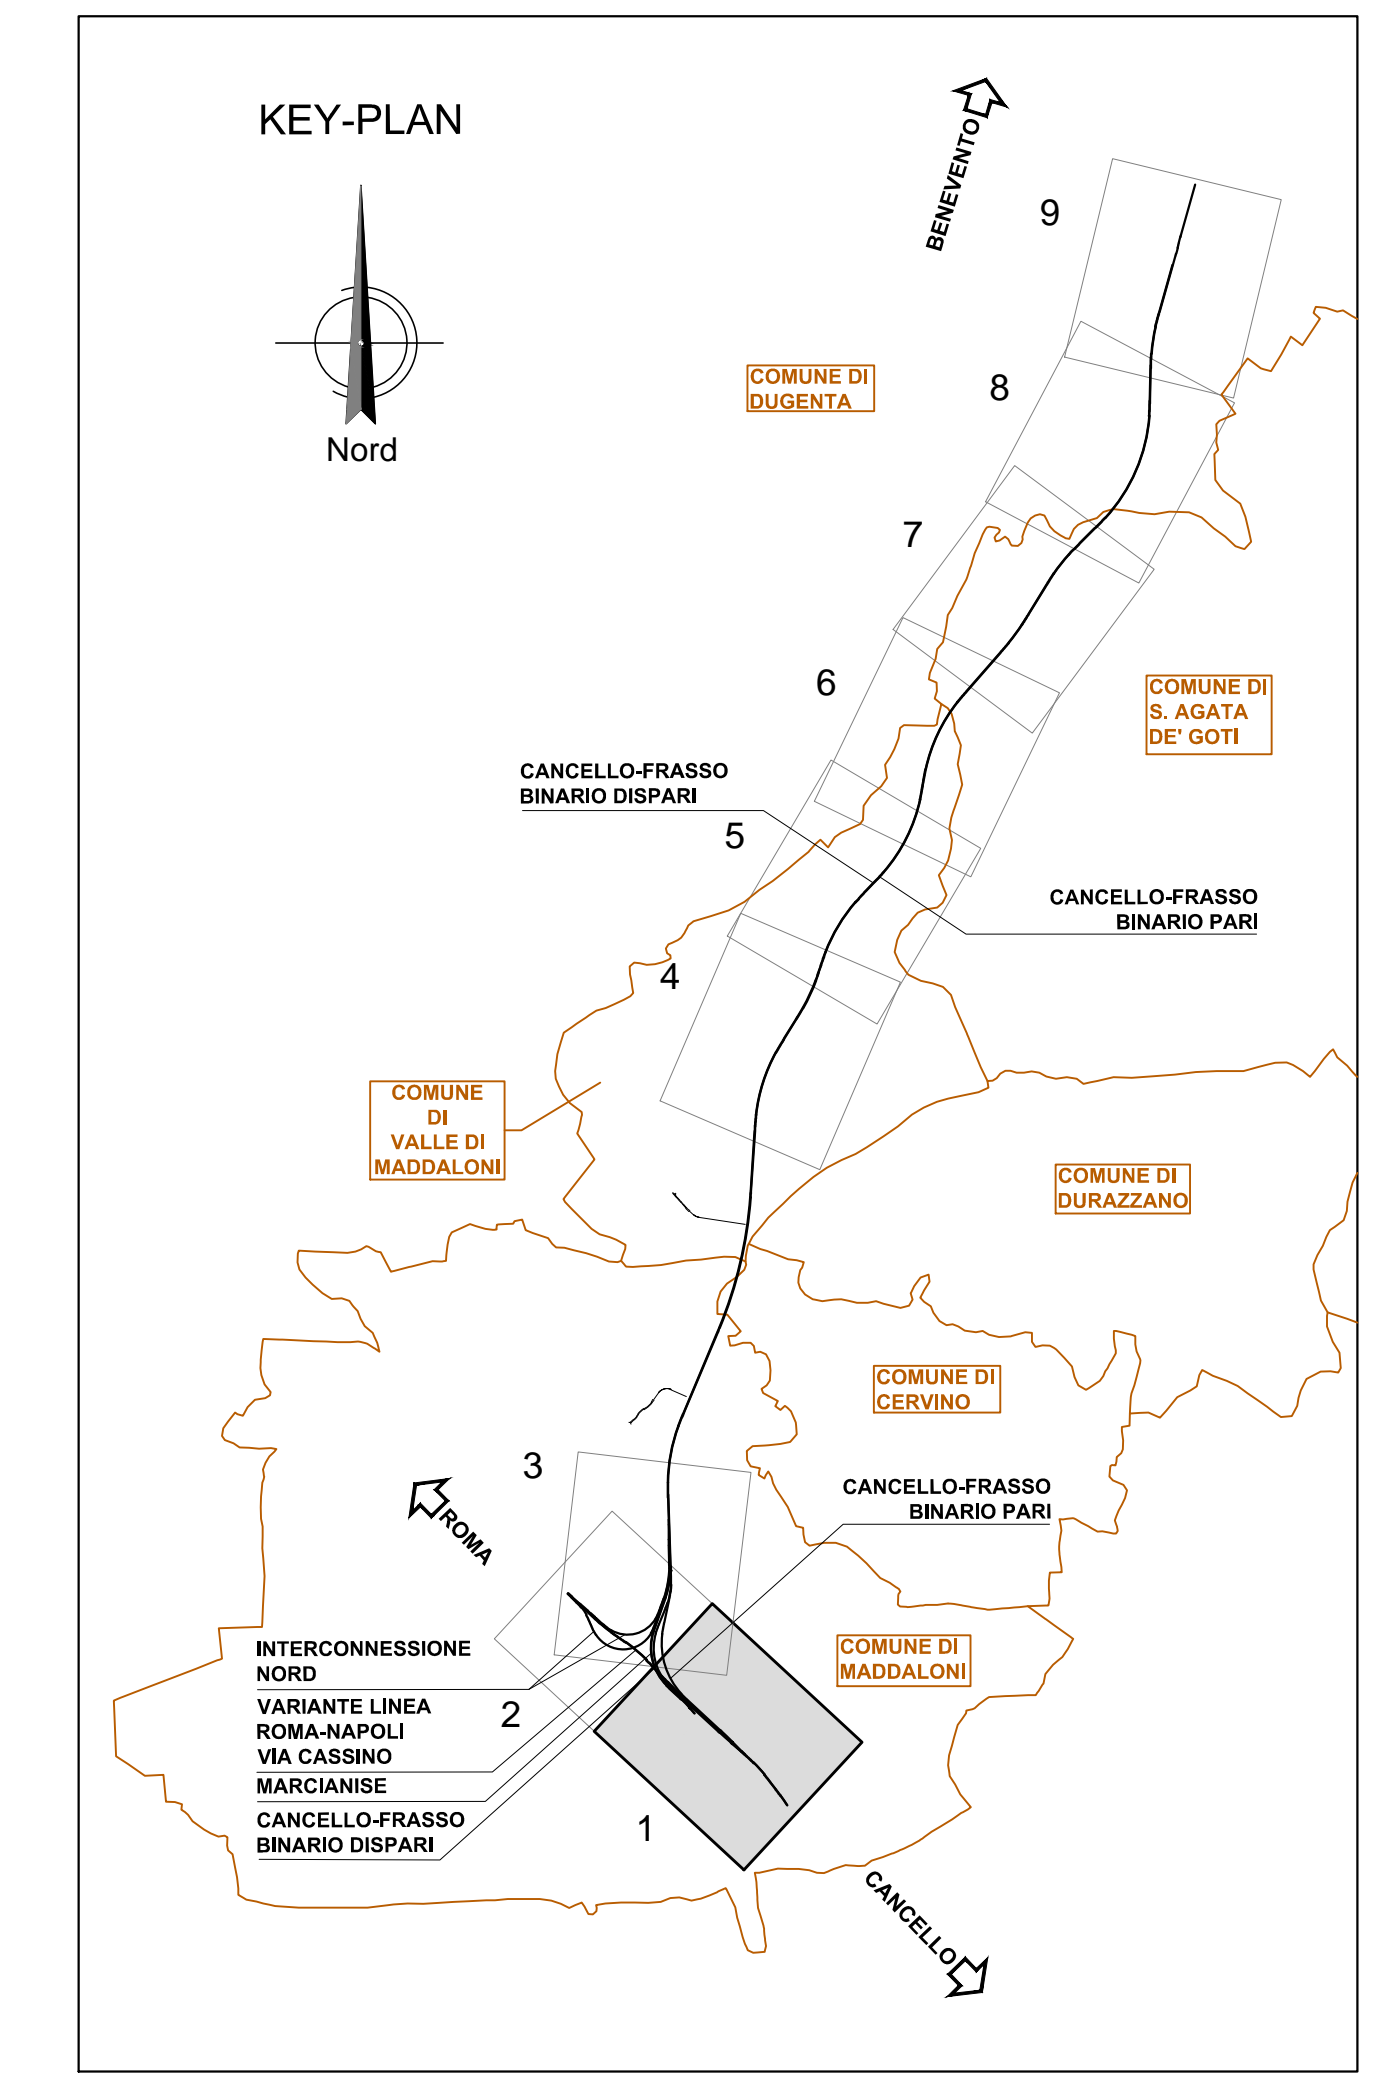 KEY-PLAN
Nord
BENEVENTO
9
COMUNE DI
DUGENTA
8
7
6
COMUNE DI
S. AGATA
DE' GOTI
CANCELLO-FRASSO
BINARIO DISPARI
5
CANCELLO-FRASSO
BINARIO PARI
4
COMUNE
DI
VALLE DI
MADDALONI
COMUNE DI
DURAZZANO
COMUNE DI
CERVINO
3
CANCELLO-FRASSO
BINARIO PARI
ROMA
INTERCONNESSIONE
NORD
COMUNE DI
MADDALONI
2
VARIANTE LINEA
ROMA-NAPOLI
VIA CASSINO
MARCIANISE
CANCELLO-FRASSO
BINARIO DISPARI
1
CANCELLO